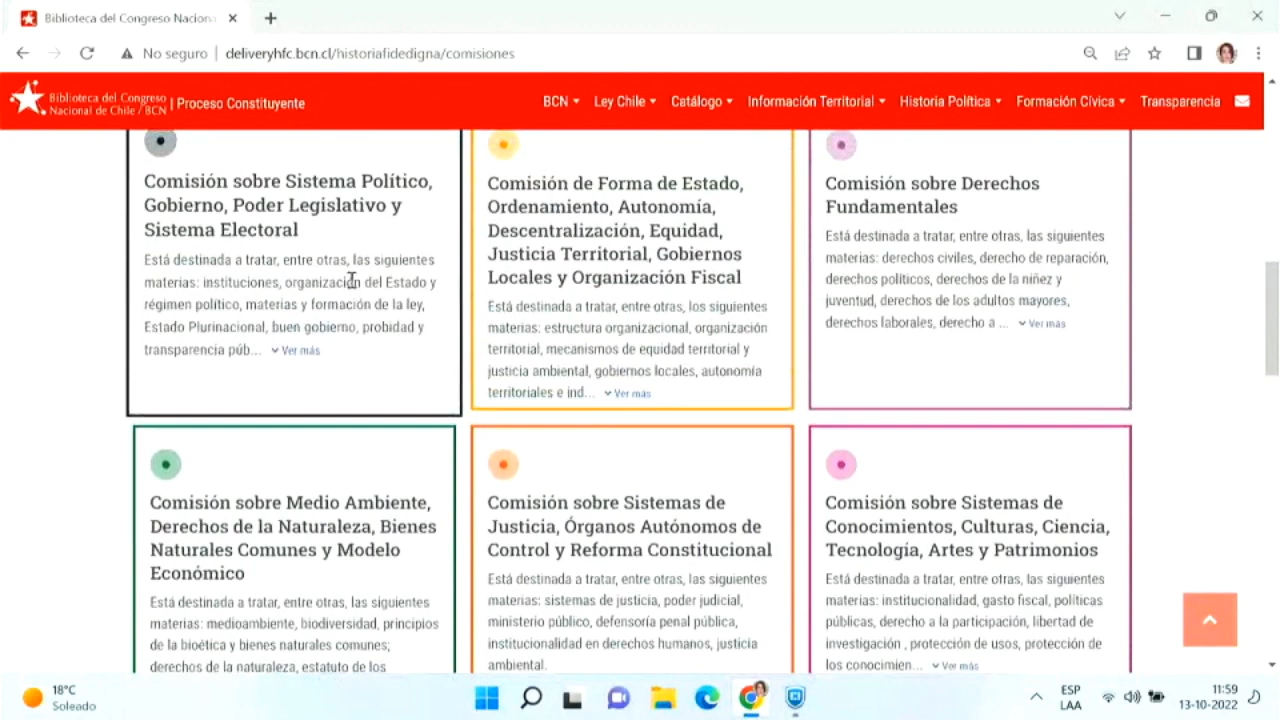 Biblioteca del Congreso Naciona
No seguro
deliveryhfc.bcn.cl/historiafidedigna/comisiones
Biblioteca del Congreso
Nacional de Chile / BCN
Proceso Constituyente
BCN
Ley Chile
Catálogo
Información Territorial
Historia Política
Formación Cívica
Transparencia
Comisión sobre Sistema Político,
Gobierno, Poder Legislativo y
Sistema Electoral
Está destinada a tratar, entre otras, las siguientes
materias: instituciones, organización del Estado y
régimen político, materias y formación de la ley,
Estado Plurinacional, buen gobierno, probidad y
transparencia púb... Ver más
Comisión de Forma de Estado,
Ordenamiento, Autonomía,
Descentralización, Equidad,
Justicia Territorial, Gobiernos
Locales y Organización Fiscal
Está destinada a tratar, entre otras, los siguientes
materias: estructura organizacional, organización
territorial, mecanismos de equidad territorial y
justicia ambiental, gobiernos locales, autonomía
territoriales e ind... Ver más
Comisión sobre Derechos
Fundamentales
Está destinada a tratar, entre otras, las siguientes
materias: derechos civiles, derecho de reparación,
derechos políticos, derechos de la niñez y
juventud, derechos de los adultos mayores,
derechos laborales, derecho a ... Ver más
Comisión sobre Medio Ambiente,
Derechos de la Naturaleza, Bienes
Naturales Comunes y Modelo
Económico
Está destinada a tratar, entre otras, las siguientes
materias: medioambiente, biodiversidad, principios
de la bioética y bienes naturales comunes;
derechos de la naturaleza, estatuto de los
Comisión sobre Sistemas de
Justicia, Órganos Autónomos de
Control y Reforma Constitucional
Está destinada a tratar, entre otras, las siguientes
materias: sistemas de justicia, poder judicial,
ministerio público, defensoría penal pública,
institucionalidad en derechos humanos, justicia
ambiental.
Comisión sobre Sistemas de
Conocimientos, Culturas, Ciencia,
Tecnología, Artes y Patrimonios
Está destinada a tratar, entre otras, las siguientes
materias: institucionalidad, gasto fiscal, políticas
públicas, derecho a la participación, libertad de
investigación , protección de usos, protección de
los conocimien... Ver más
18°C
Soleado
ESP
LAA
11:59
13-10-2022